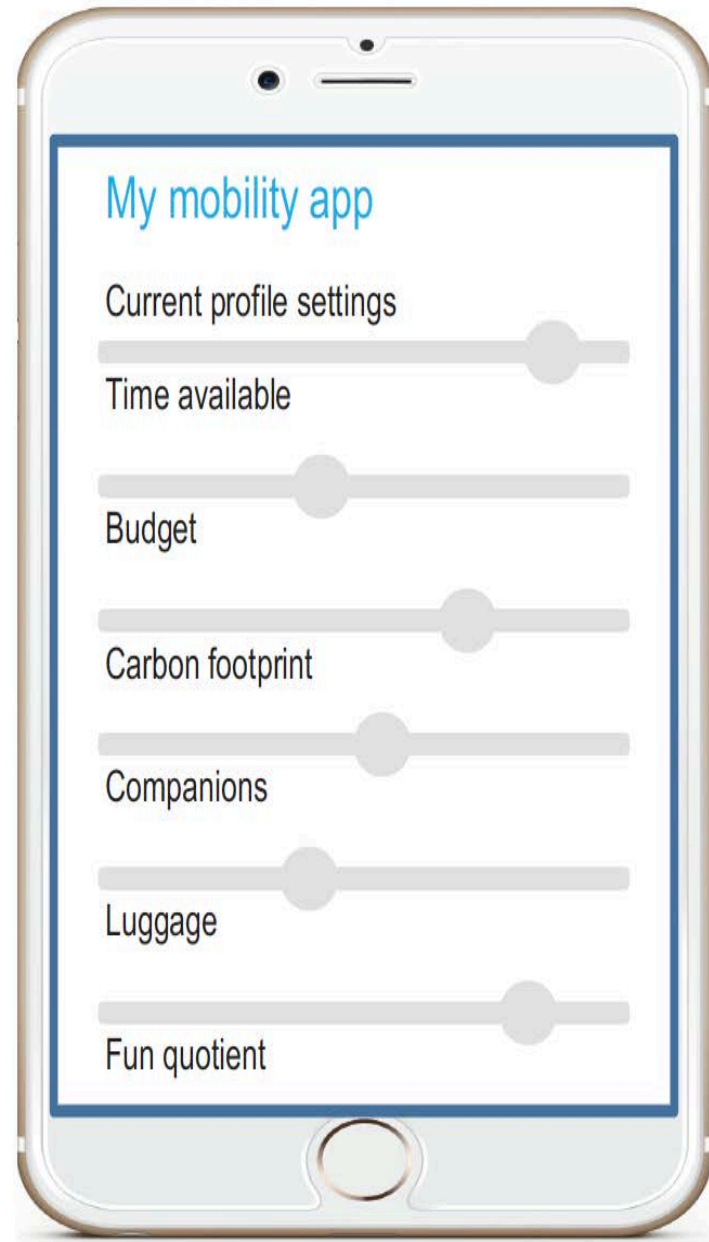 My mobility app
Current profile settings
Time available
Budget
Carbon footprint
Companions
Luggage
Fun quotient